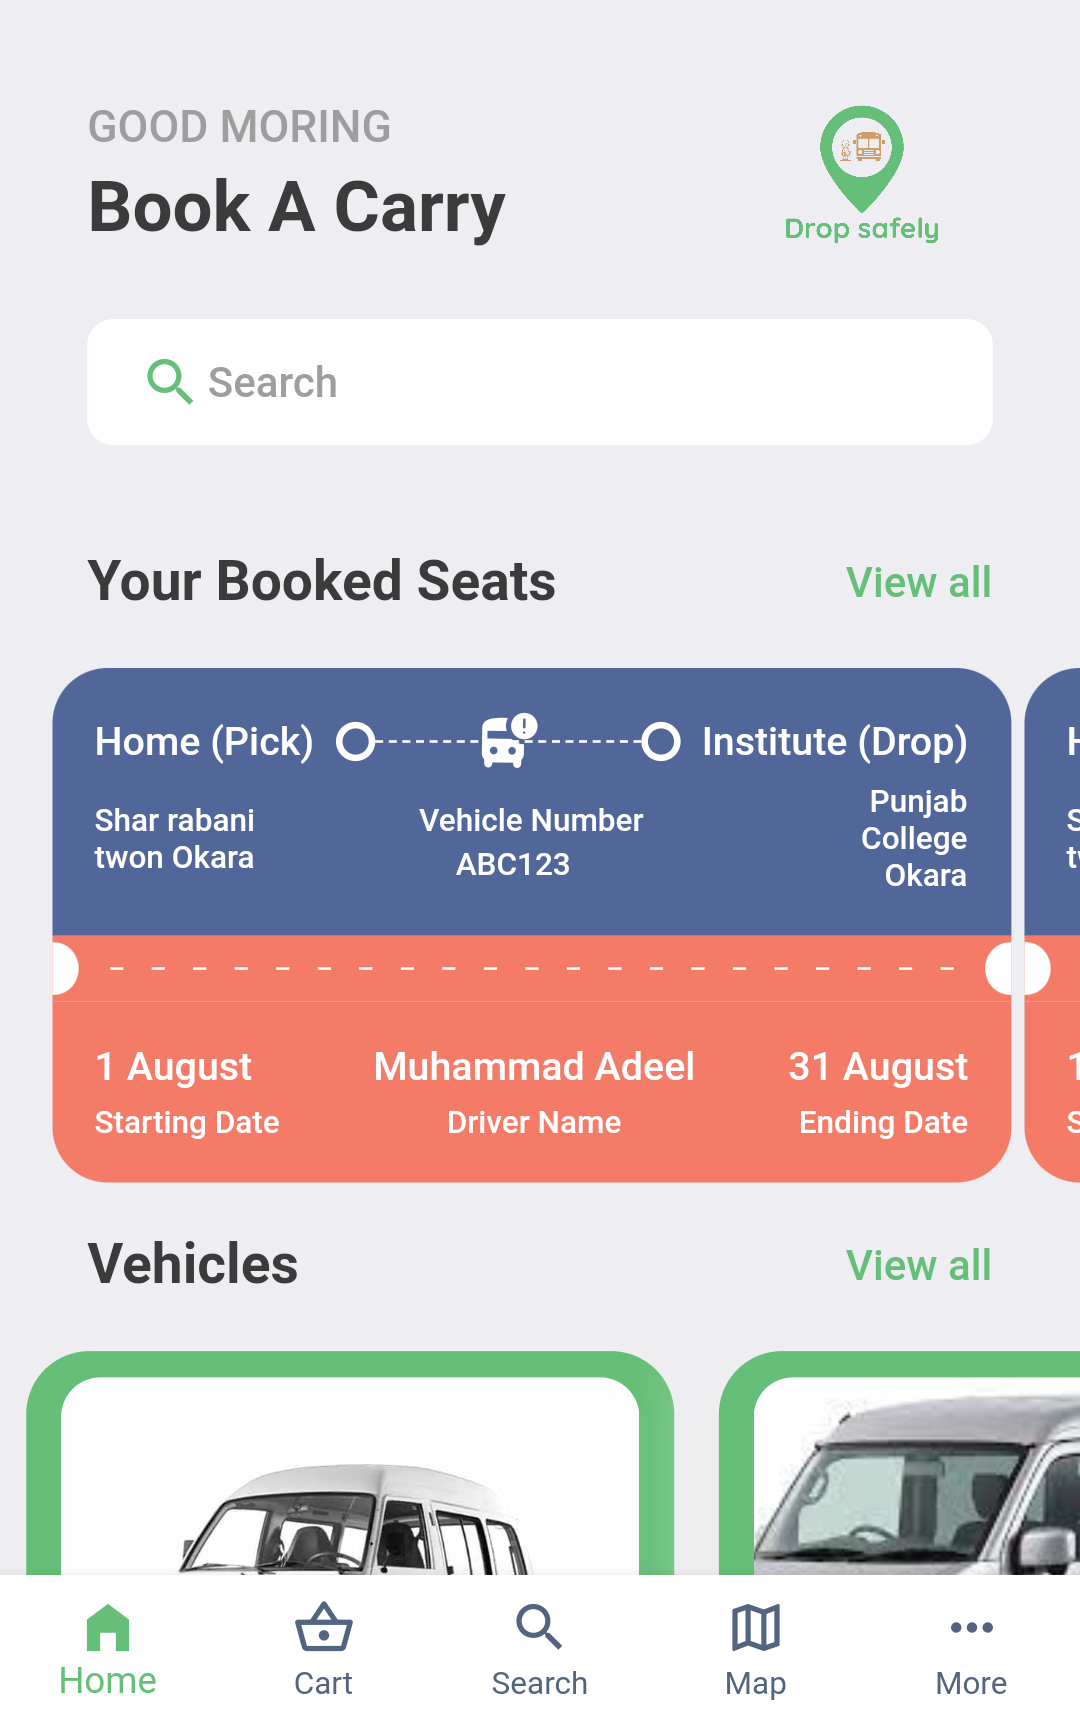 GOOD MORING
Book A Carry
Drop safely
Search
Your Booked Seats
View all
Home (Pick)
Institute (Drop)
Shar rabani
twon Okara
Vehicle Number
ABC123
Punjab
College
Okara
1 August
Muhammad Adeel
31 August
Starting Date
Driver Name
Ending Date
Vehicles
View all
Home
Cart
Search
Map
More